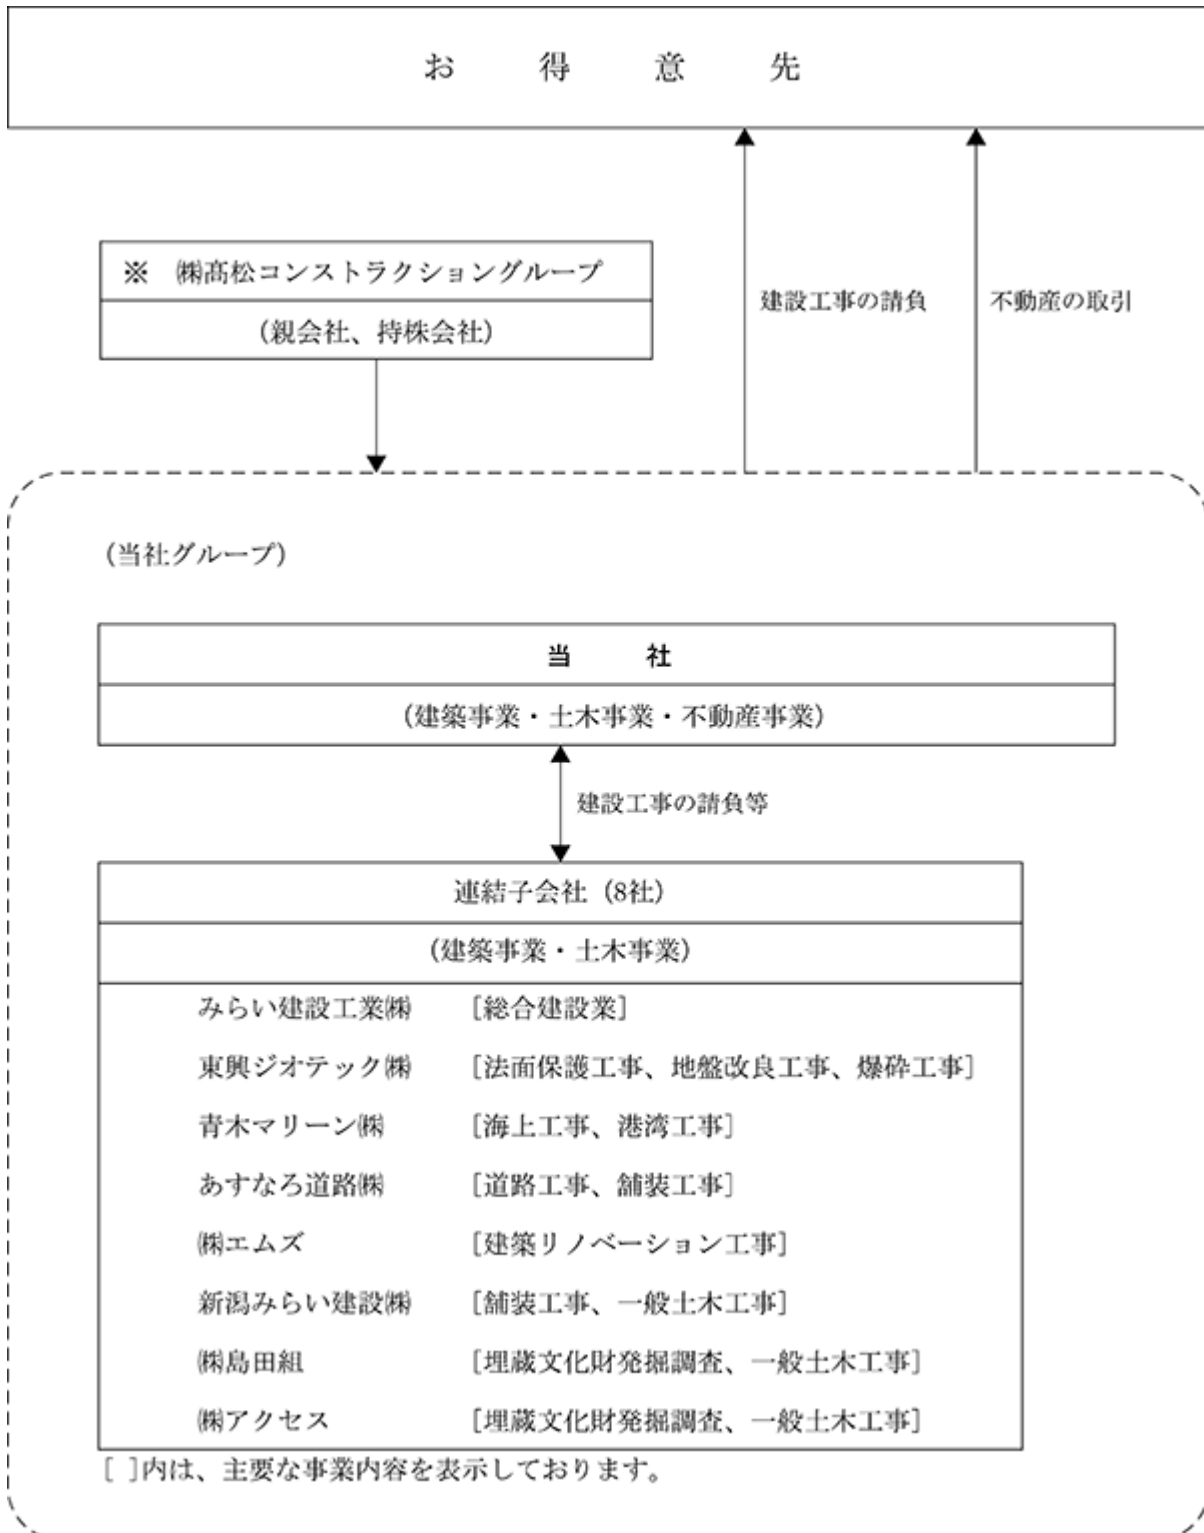 お 得 意 先
※ ㈱髙松コンストラクショングループ
(親会社、持株会社)
建設工事の請負
不動産の取引
(当社グループ)
当 社
(建築事業・土木事業・不動産事業)
建設工事の請負等
連結子会社 (8社)
(建築事業・土木事業)
みらい建設工業㈱ [総合建設業]
東興ジオテック㈱ [法面保護工事、地盤改良工事、爆砕工事]
青木マリーン㈱ [海上工事、港湾工事]
あすなろ道路㈱ [道路工事、舗装工事]
㈱エムズ [建築リノベーション工事]
新潟みらい建設㈱ [舗装工事、一般土木工事]
㈱島田組 [埋蔵文化財発掘調査、一般土木工事]
㈱アクセス [埋蔵文化財発掘調査、一般土木工事]
[ ]内は、主要な事業内容を表示しております。